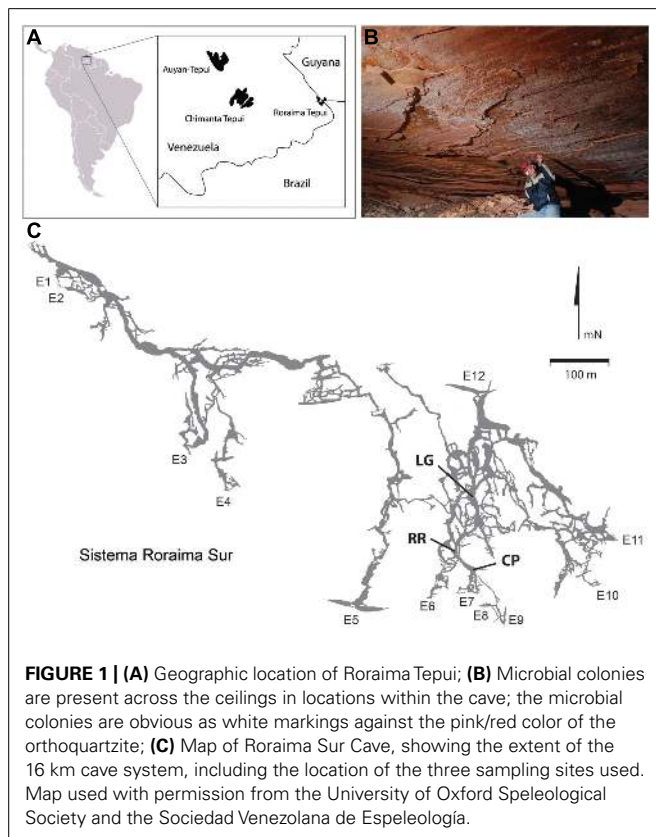 A
B
Guyana
Auyan-Tepui
Chimanta Tepui
Roraima Tepui
Venezuela
Brazil
C
E1
E2
mN
100 m
E12
LG
E3
E4
RR
CP
E11
Sistema Roraima Sur
E10
E5
E6
E7
E8
E9
FIGURE 1 | (A) Geographic location of Roraima Tepui; (B) Microbial colonies
are present across the ceilings in locations within the cave; the microbial
colonies are obvious as white markings against the pink/red color of the
orthoquartzite; (C) Map of Roraima Sur Cave, showing the extent of the
16 km cave system, including the location of the three sampling sites used.
Map used with permission from the University of Oxford Speleological
Society and the Sociedad Venezolana de Espeleología.